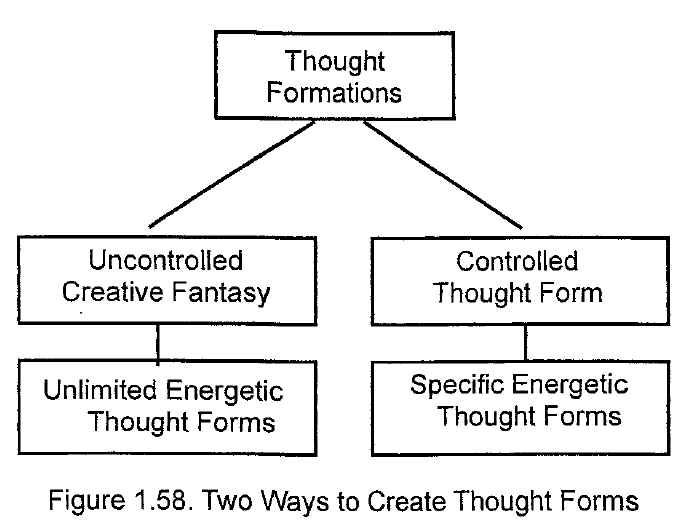 Thought
Formations
Uncontrolled
Creative Fantasy
Controlled
Thought Form
Unlimited Energetic
Thought Forms
Specific Energetic
Thought Forms
Figure 1.58. Two Ways to Create Thought Forms